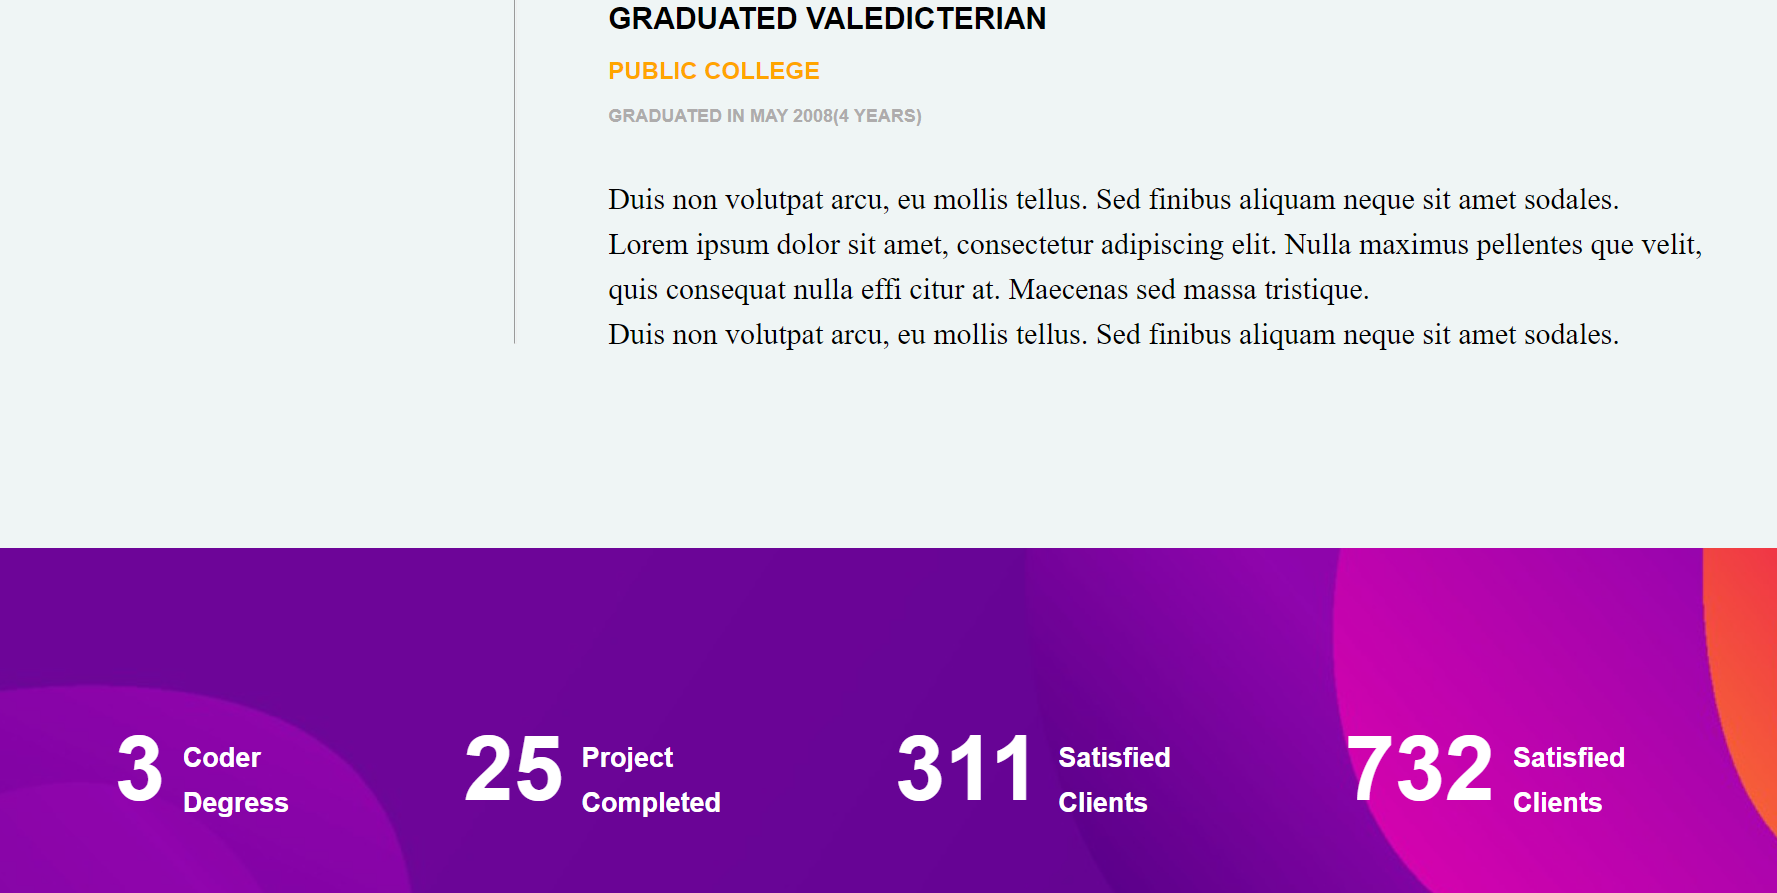 GRADUATED VALEDICTERIAN
PUBLIC COLLEGE
GRADUATED IN MAY 2008(4 YEARS)
Duis non volutpat arcu, eu mollis tellus. Sed finibus aliquam neque sit amet sodales.
Lorem ipsum dolor sit amet, consectetur adipiscing elit. Nulla maximus pellentes que velit,
quis consequat nulla effi citur at. Maecenas sed massa tristique.
Duis non volutpat arcu, eu mollis tellus. Sed finibus aliquam neque sit amet sodales.
3 Coder
Degress
25 Project
Completed
311 Satisfied
Clients
732 Satisfied
Clients